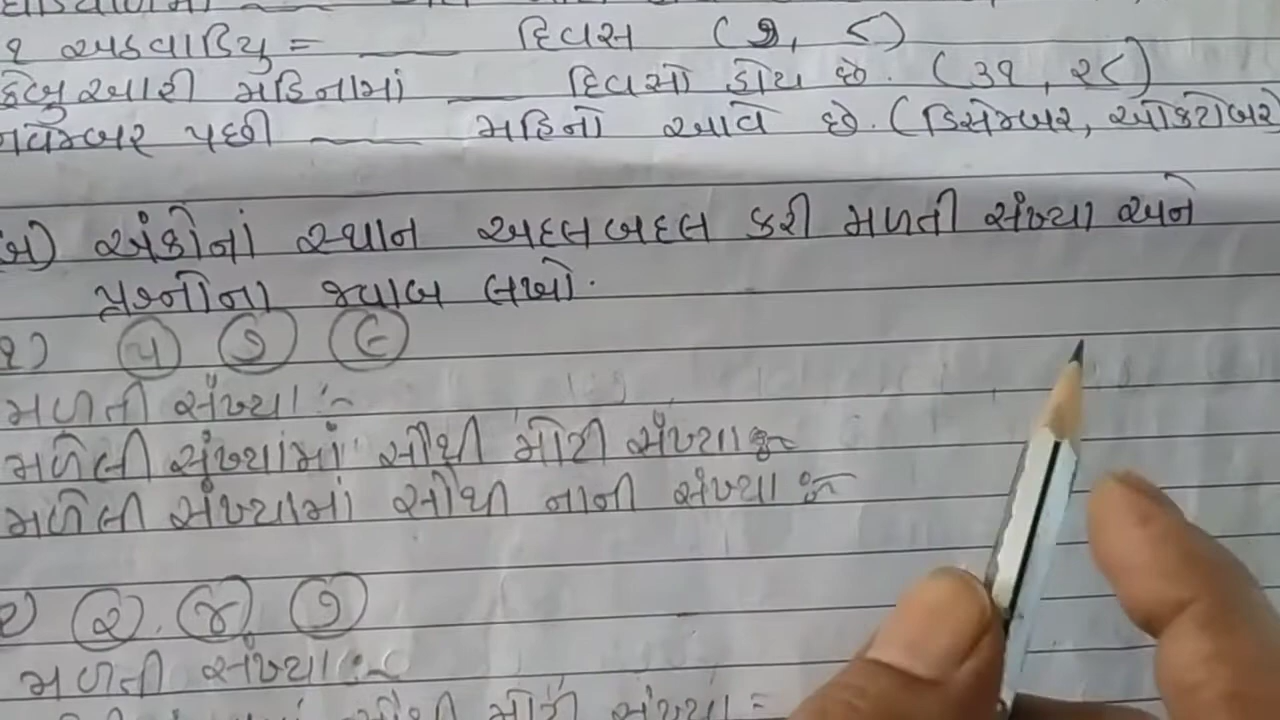 ૧ અઠવાડિયુ = ___ દિવસ (૭, ૮)
ફેબ્રુઆરી મહિનામાં ___ દિવસો હોય છે. (૩૧, ૨૮)
નવેમ્બર પછી ___ મહિનો આવે છે. (ડિસેમ્બર, ઓક્ટોબર
બ) અંકોનાં સ્થાન અદલબદલ કરી મળતી સંખ્યા અને
પ્રશ્નોના જવાબ લખો.
૧) ૫ ૭ ૯
મળતી સંખ્યા :-
મળેલી સંખ્યામાં સૌથી મોટી સંખ્યા :-
મળેલી સંખ્યામાં સૌથી નાની સંખ્યા :-
૨) ૨ ૪ ૭
મળતી સંખ્યા :-
સૌથી મોટી સંખ્યા =